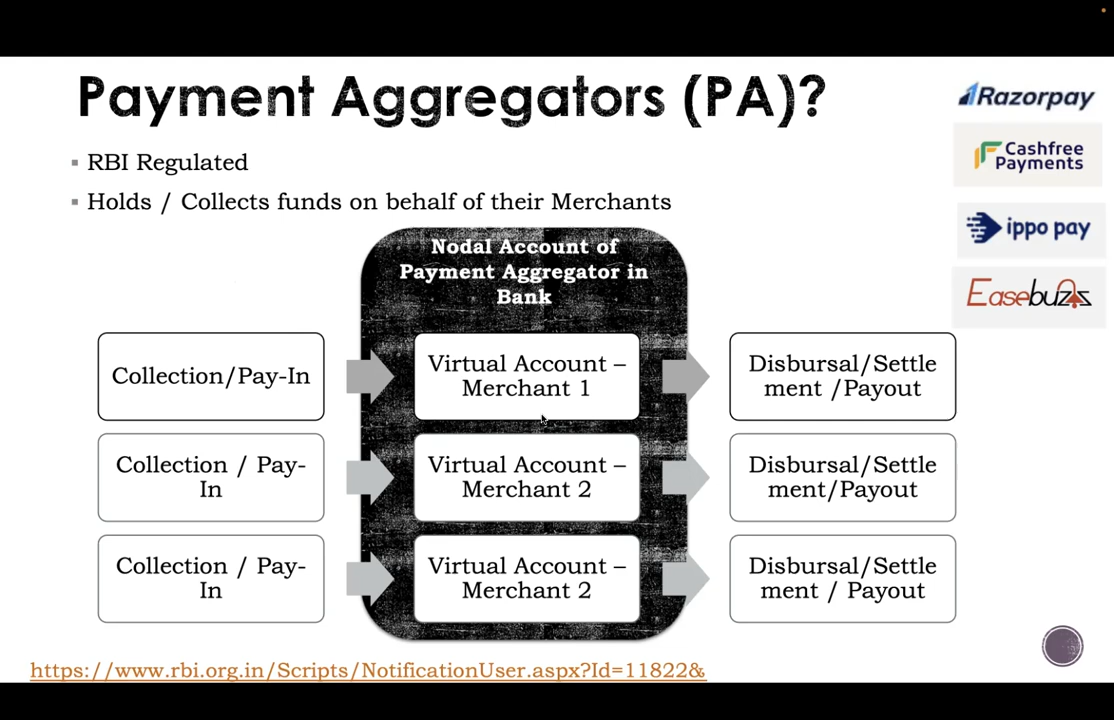 Payment Aggregators (PA)?
Razorpay
Cashfree
Payments
ippo pay
Easebuzz
▪ RBI Regulated
▪ Holds / Collects funds on behalf of their Merchants
Nodal Account of
Payment Aggregator in
Bank
Collection/Pay-In
Virtual Account –
Merchant 1
Disbursal/Settle
ment /Payout
Collection / Pay-
In
Virtual Account –
Merchant 2
Disbursal/Settle
ment/Payout
Collection / Pay-
In
Virtual Account –
Merchant 2
Disbursal/Settle
ment / Payout
https://www.rbi.org.in/Scripts/NotificationUser.aspx?Id=11822&